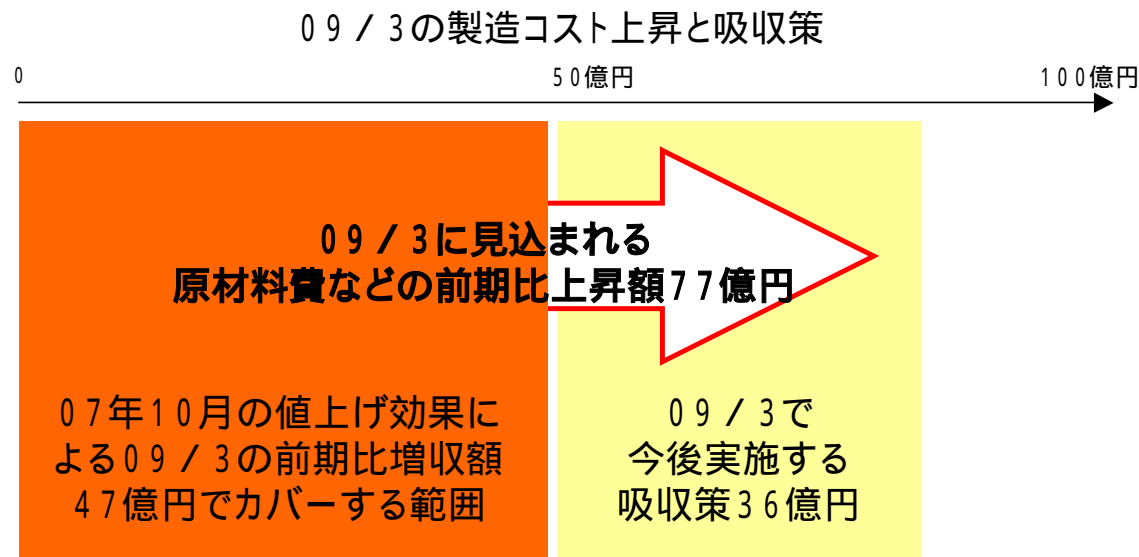 ０９／３の製造コスト上昇と吸収策
0
５０億円
１００億円
０９／３に見込まれる
原材料費などの前期比上昇額７７億円
０７年１０月の値上げ効果に
よる０９／３の前期比増収額
４７億円でカバーする範囲
０９／３で
今後実施する
吸収策３６億円